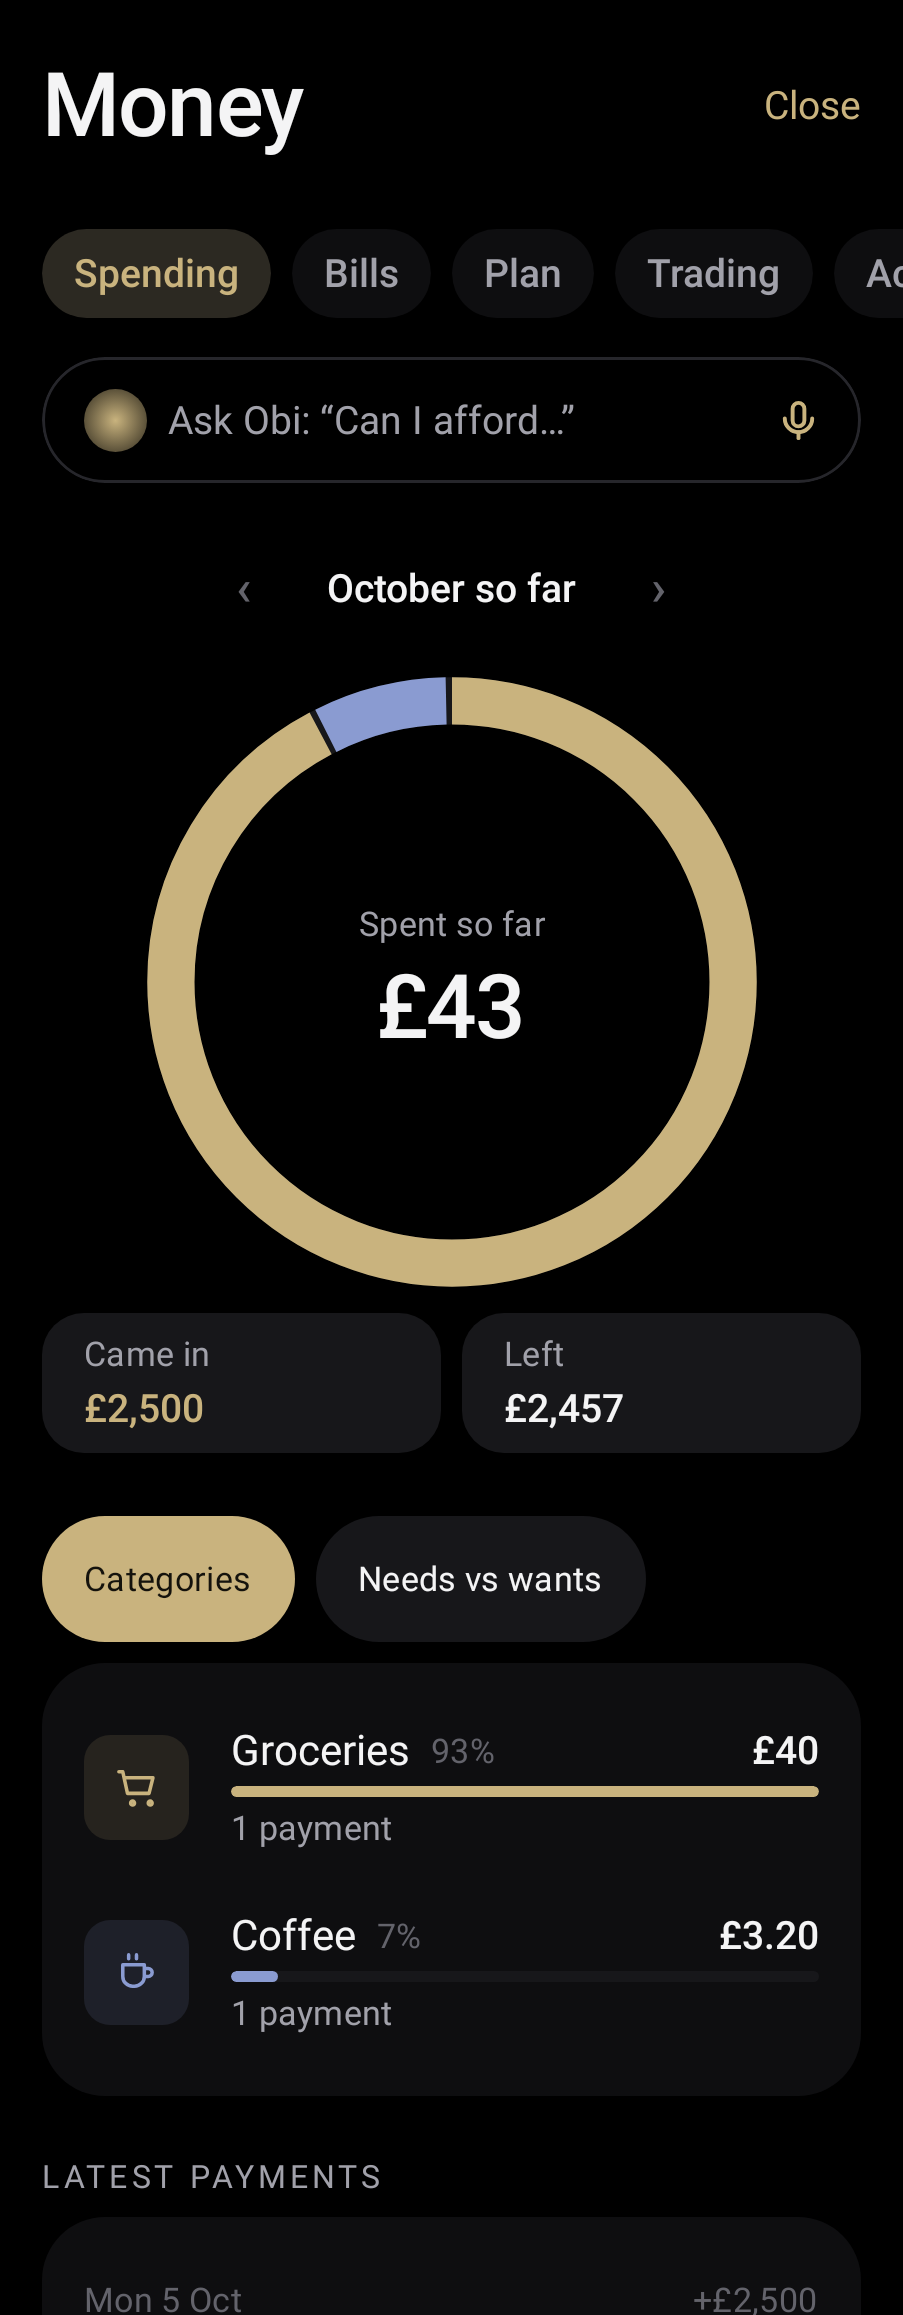 Money
Close
Spending
Bills
Plan
Trading
Ac
Ask Obi: “Can I afford…”
‹ October so far ›
Spent so far
£43
Came in
£2,500
Left
£2,457
Categories
Needs vs wants
Groceries 93% £40
1 payment
Coffee 7% £3.20
1 payment
LATEST PAYMENTS
Mon 5 Oct +£2,500